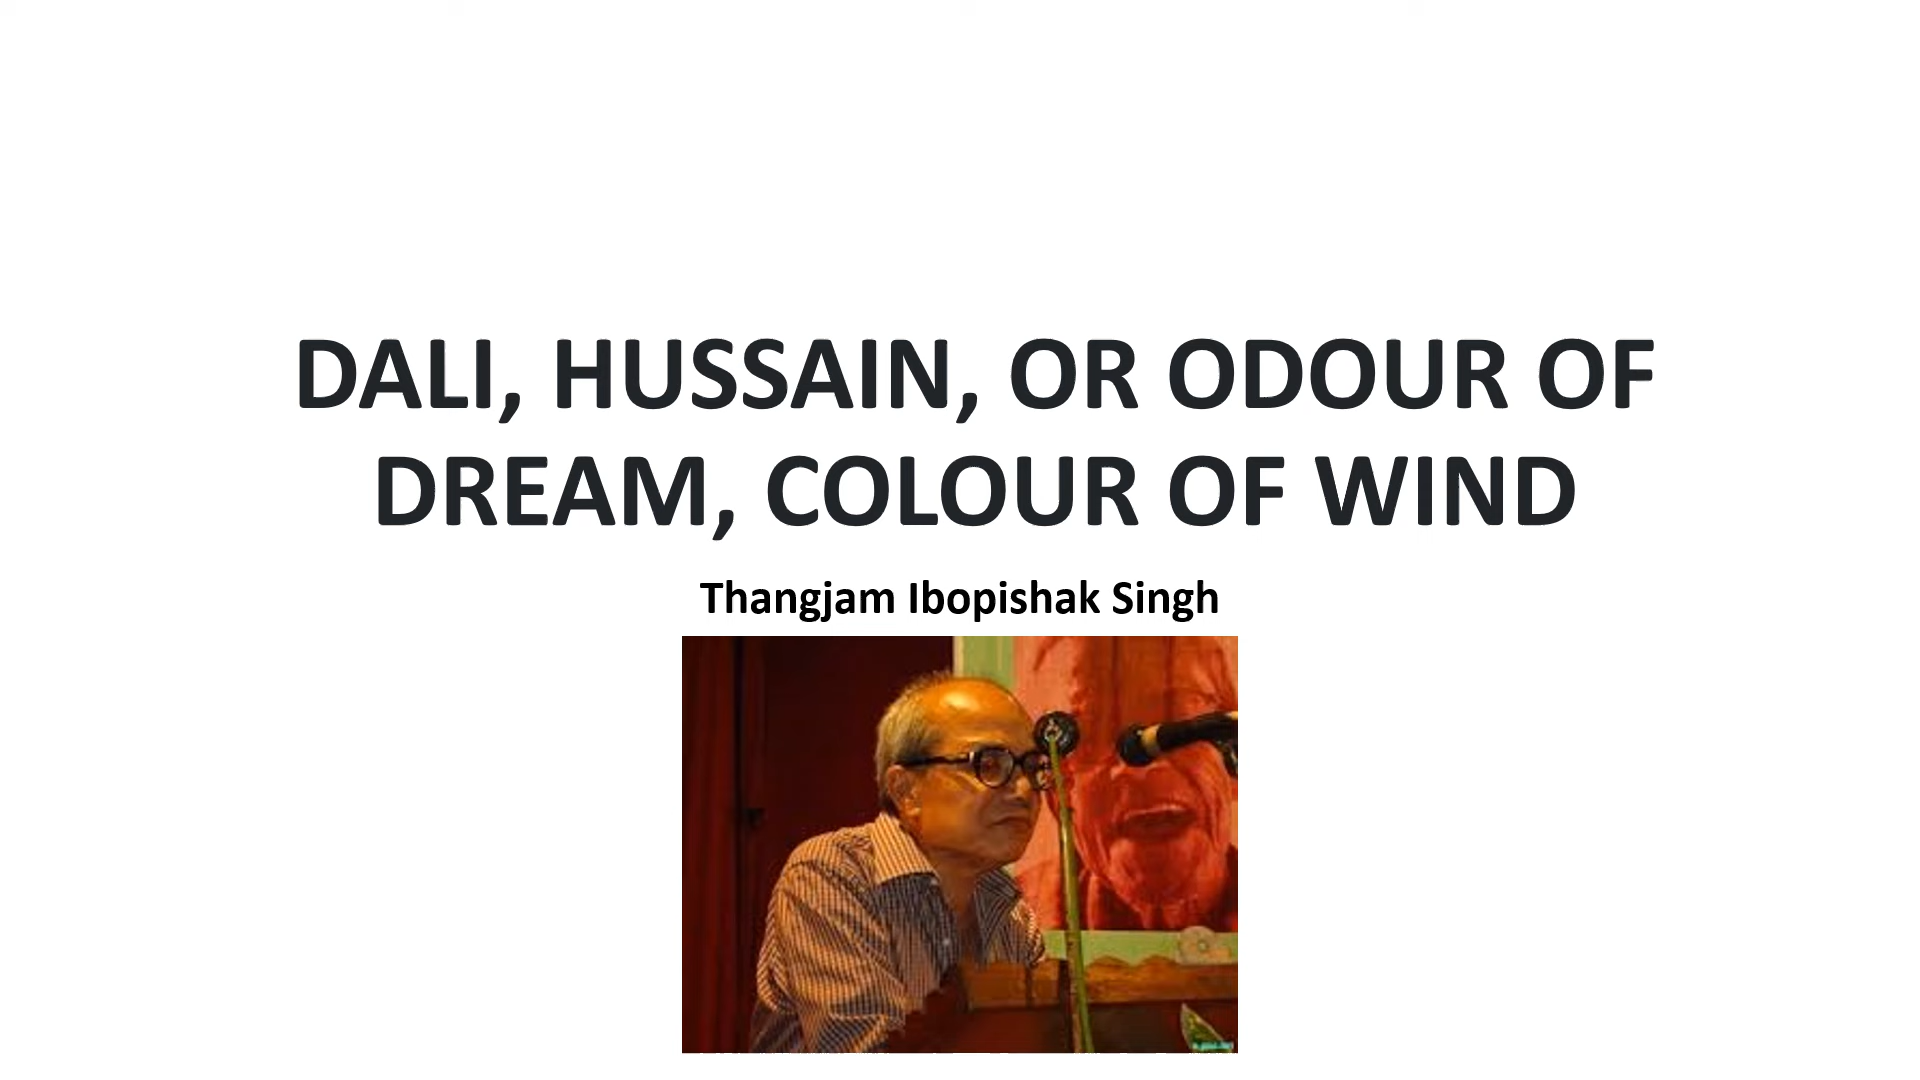 DALI, HUSSAIN, OR ODOUR OF
DREAM, COLOUR OF WIND
Thangjam Ibopishak Singh